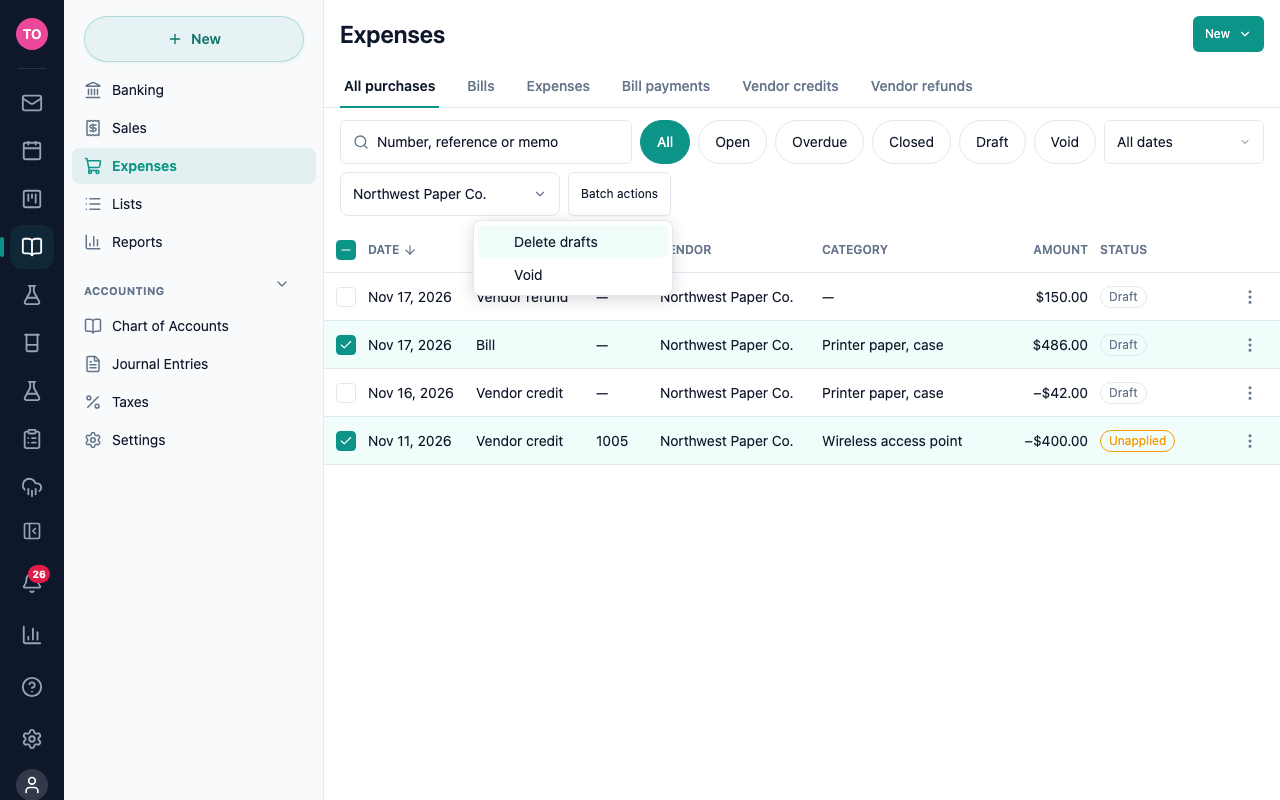 TO
26
New
Banking
Sales
Expenses
Lists
Reports
ACCOUNTING
Chart of Accounts
Journal Entries
Taxes
Settings
Expenses
New
All purchases Bills Expenses Bill payments Vendor credits Vendor refunds
Number, reference or memo All Open Overdue Closed Draft Void All dates
Northwest Paper Co. Batch actions
Delete drafts
Void
DATE CATEGORY AMOUNT STATUS
Nov 17, 2026 Vendor refund — Northwest Paper Co. — $150.00 Draft
Nov 17, 2026 Bill — Northwest Paper Co. Printer paper, case $486.00 Draft
Nov 16, 2026 Vendor credit — Northwest Paper Co. Printer paper, case –$42.00 Draft
Nov 11, 2026 Vendor credit 1005 Northwest Paper Co. Wireless access point –$400.00 Unapplied